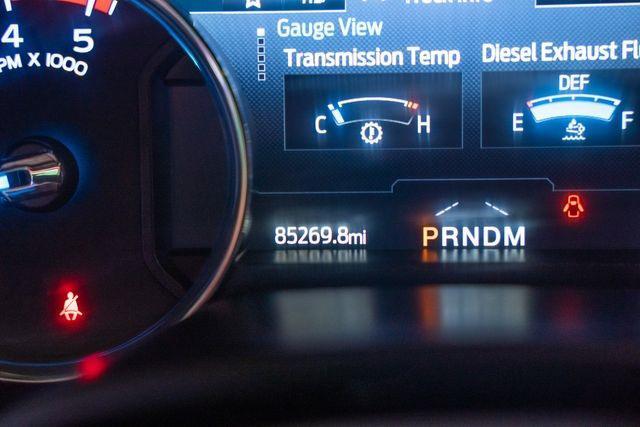 Gauge View
4 5
PM X 1000
Transmission Temp
Diesel Exhaust Fl
DEF
C H
E F
85269.8mi
PRNDM